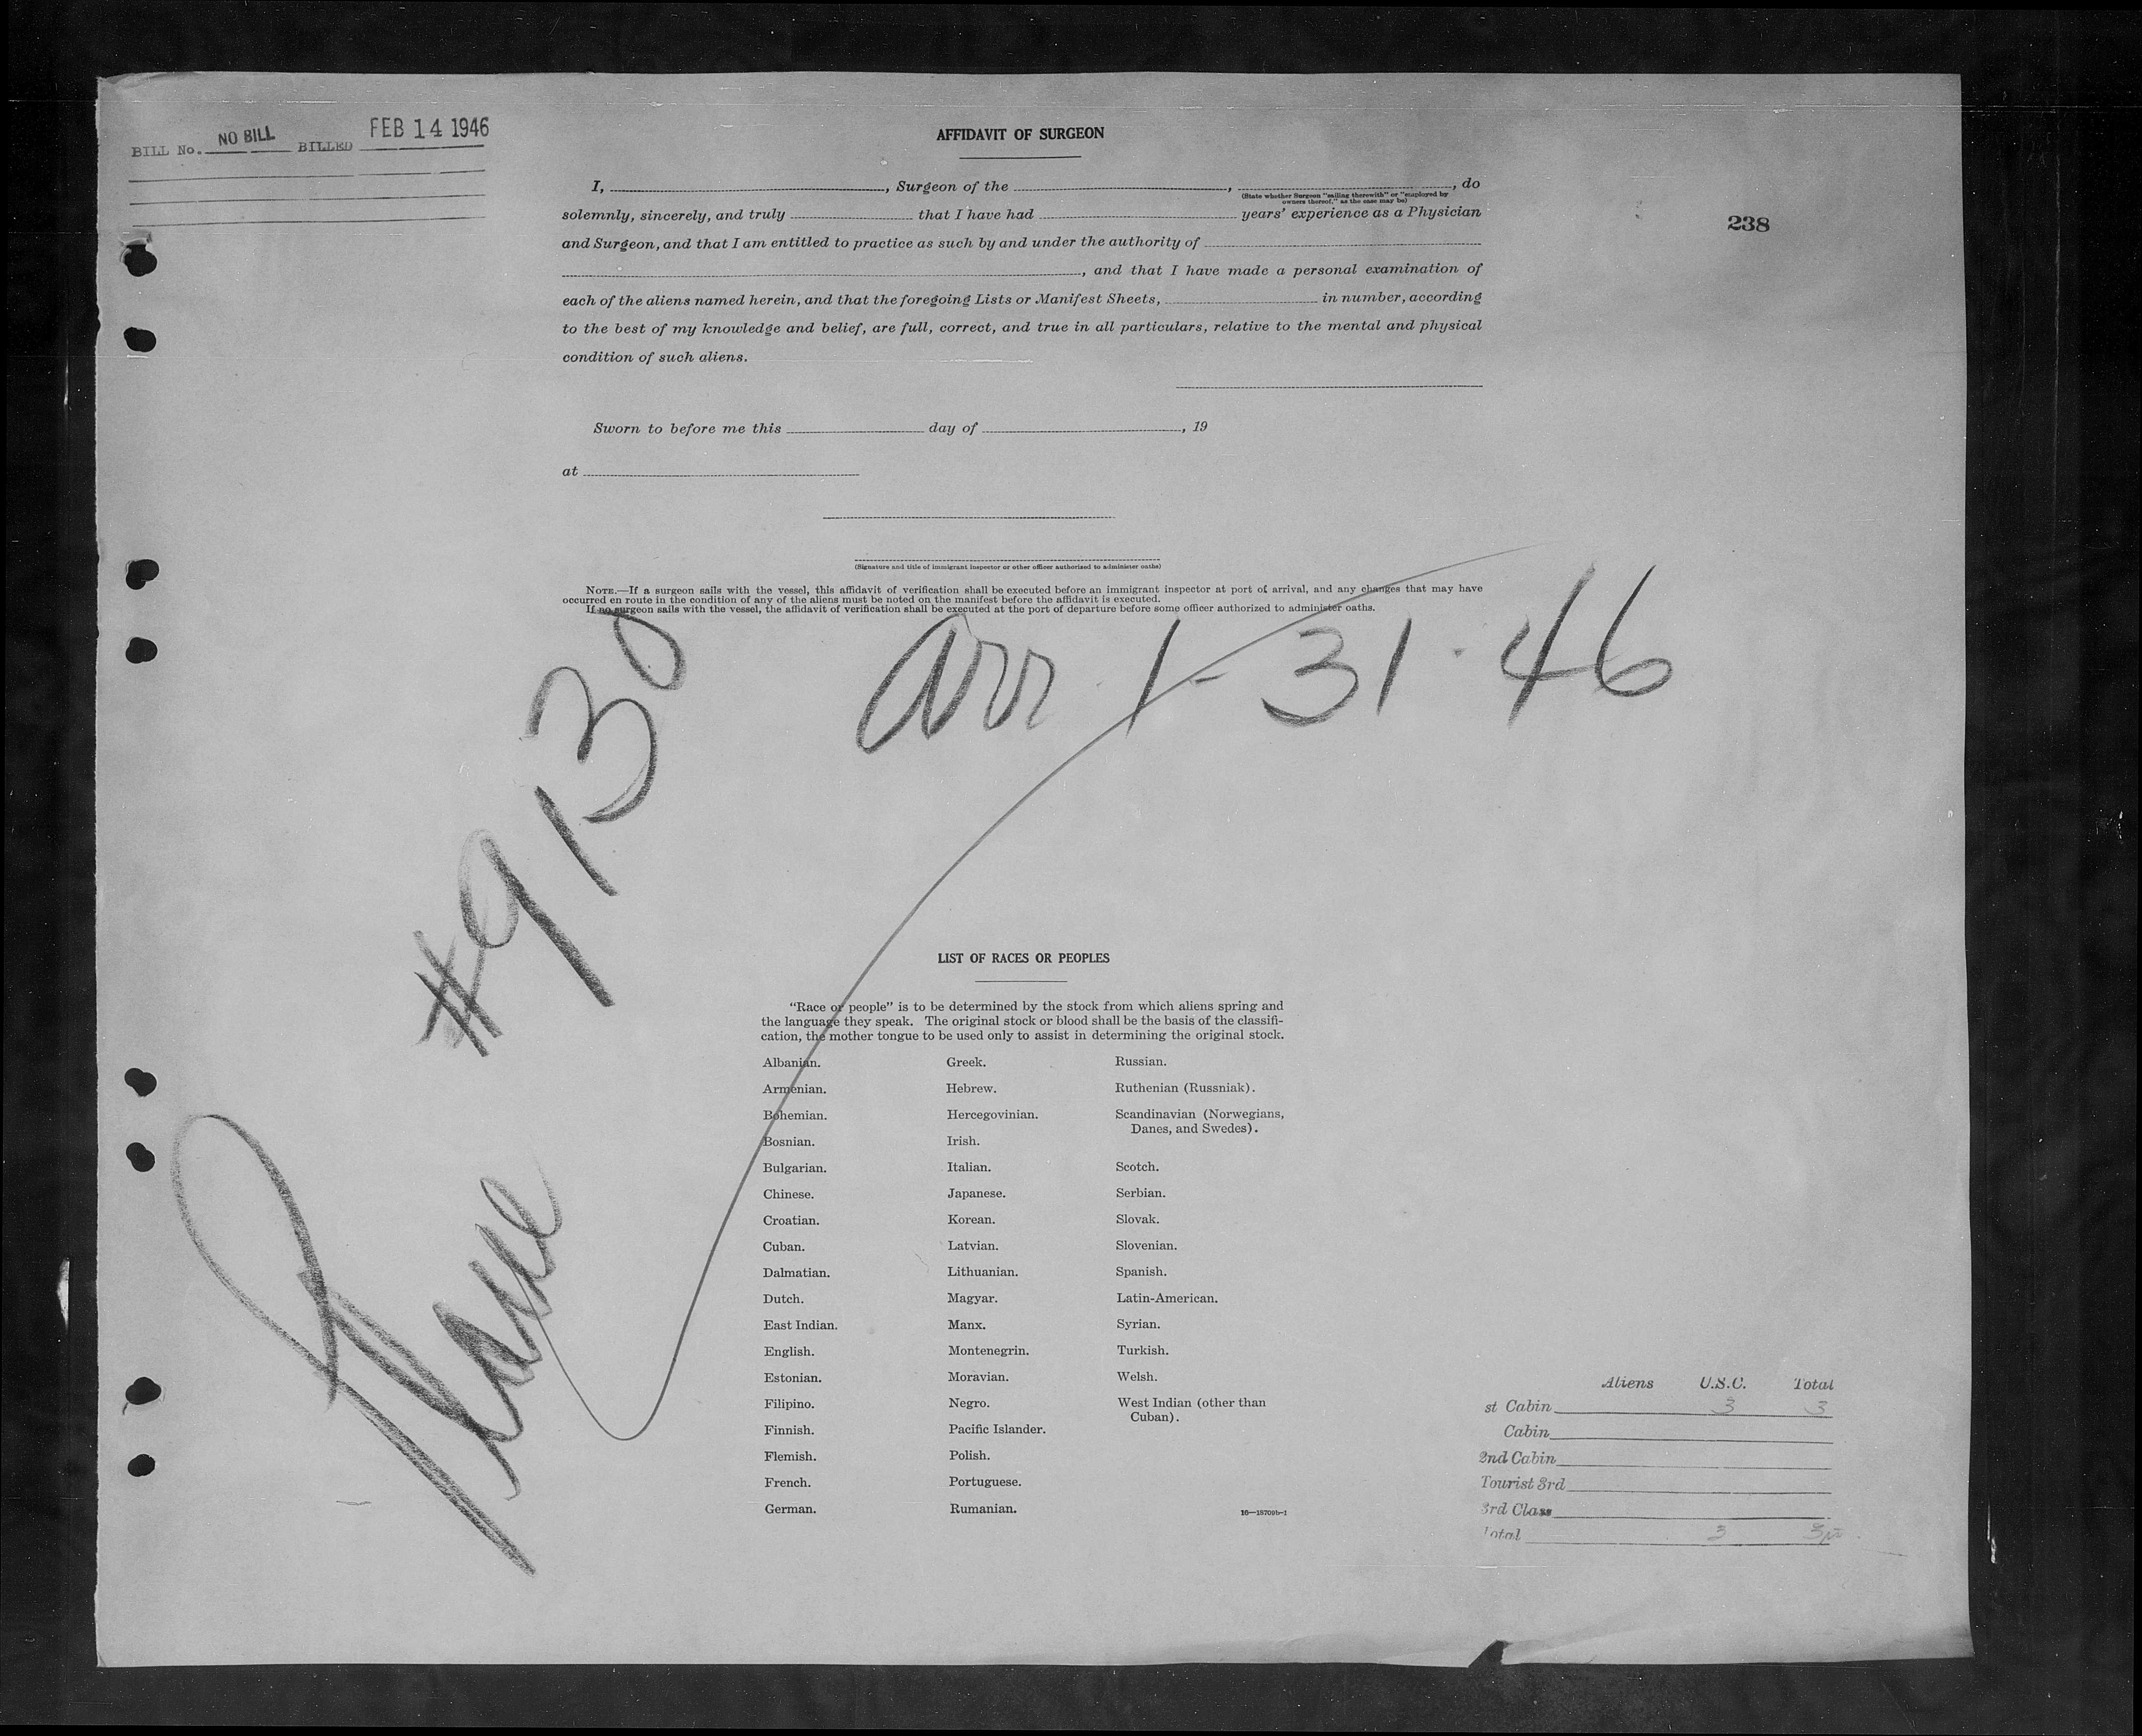 BILL No. NO BILL BILLED FEB 14 1946
AFFIDAVIT OF SURGEON
I, , Surgeon of the , , do
(State whether Surgeon "sailing therewith" or "employed by
owners thereof," as the case may be)
solemnly, sincerely, and truly that I have had years' experience as a Physician
238
and Surgeon, and that I am entitled to practice as such by and under the authority of
, and that I have made a personal examination of
each of the aliens named herein, and that the foregoing Lists or Manifest Sheets, in number, according
to the best of my knowledge and belief, are full, correct, and true in all particulars, relative to the mental and physical
condition of such aliens.
Sworn to before me this day of , 19
at
(Signature and title of immigrant inspector or other officer authorized to administer oaths)
NOTE.—If a surgeon sails with the vessel, this affidavit of verification shall be executed before an immigrant inspector at port of arrival, and any changes that may have
occurred en route in the condition of any of the aliens must be noted on the manifest before the affidavit is executed.
If no surgeon sails with the vessel, the affidavit of verification shall be executed at the port of departure before some officer authorized to administer oaths.
arr 1-31-46
Plane #9130
LIST OF RACES OR PEOPLES
"Race or people" is to be determined by the stock from which aliens spring and
the language they speak. The original stock or blood shall be the basis of the classifi-
cation, the mother tongue to be used only to assist in determining the original stock.
Albanian.
Armenian.
Bohemian.
Bosnian.
Bulgarian.
Chinese.
Croatian.
Cuban.
Dalmatian.
Dutch.
East Indian.
English.
Estonian.
Filipino.
Finnish.
Flemish.
French.
German.
Greek.
Hebrew.
Hercegovinian.
Irish.
Italian.
Japanese.
Korean.
Latvian.
Lithuanian.
Magyar.
Manx.
Montenegrin.
Moravian.
Negro.
Pacific Islander.
Polish.
Portuguese.
Rumanian.
Russian.
Ruthenian (Russniak).
Scandinavian (Norwegians,
Danes, and Swedes).
Scotch.
Serbian.
Slovak.
Slovenian.
Spanish.
Latin-American.
Syrian.
Turkish.
Welsh.
West Indian (other than
Cuban).
16—18709b-1
Aliens U.S.C. Total
st Cabin 3 3
Cabin
2nd Cabin
Tourist 3rd
3rd Class
Total 3 3